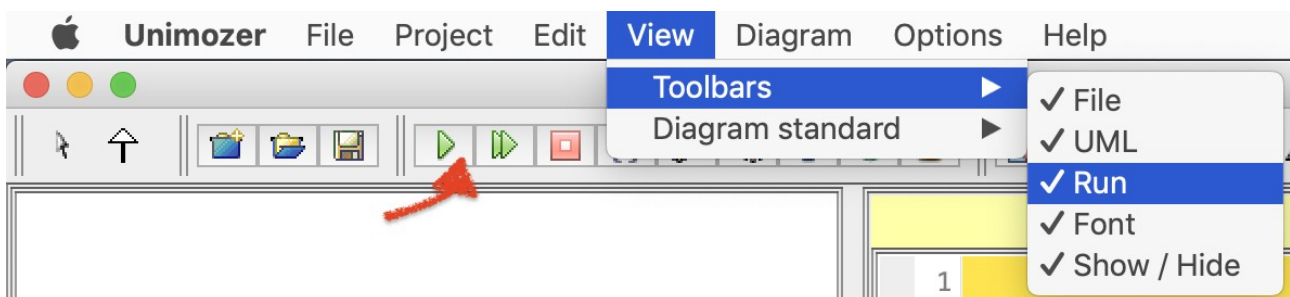 Unimozer File Project Edit View Diagram Options Help
Toolbars
Diagram standard
✓ File
✓ UML
✓ Run
✓ Font
✓ Show / Hide
1